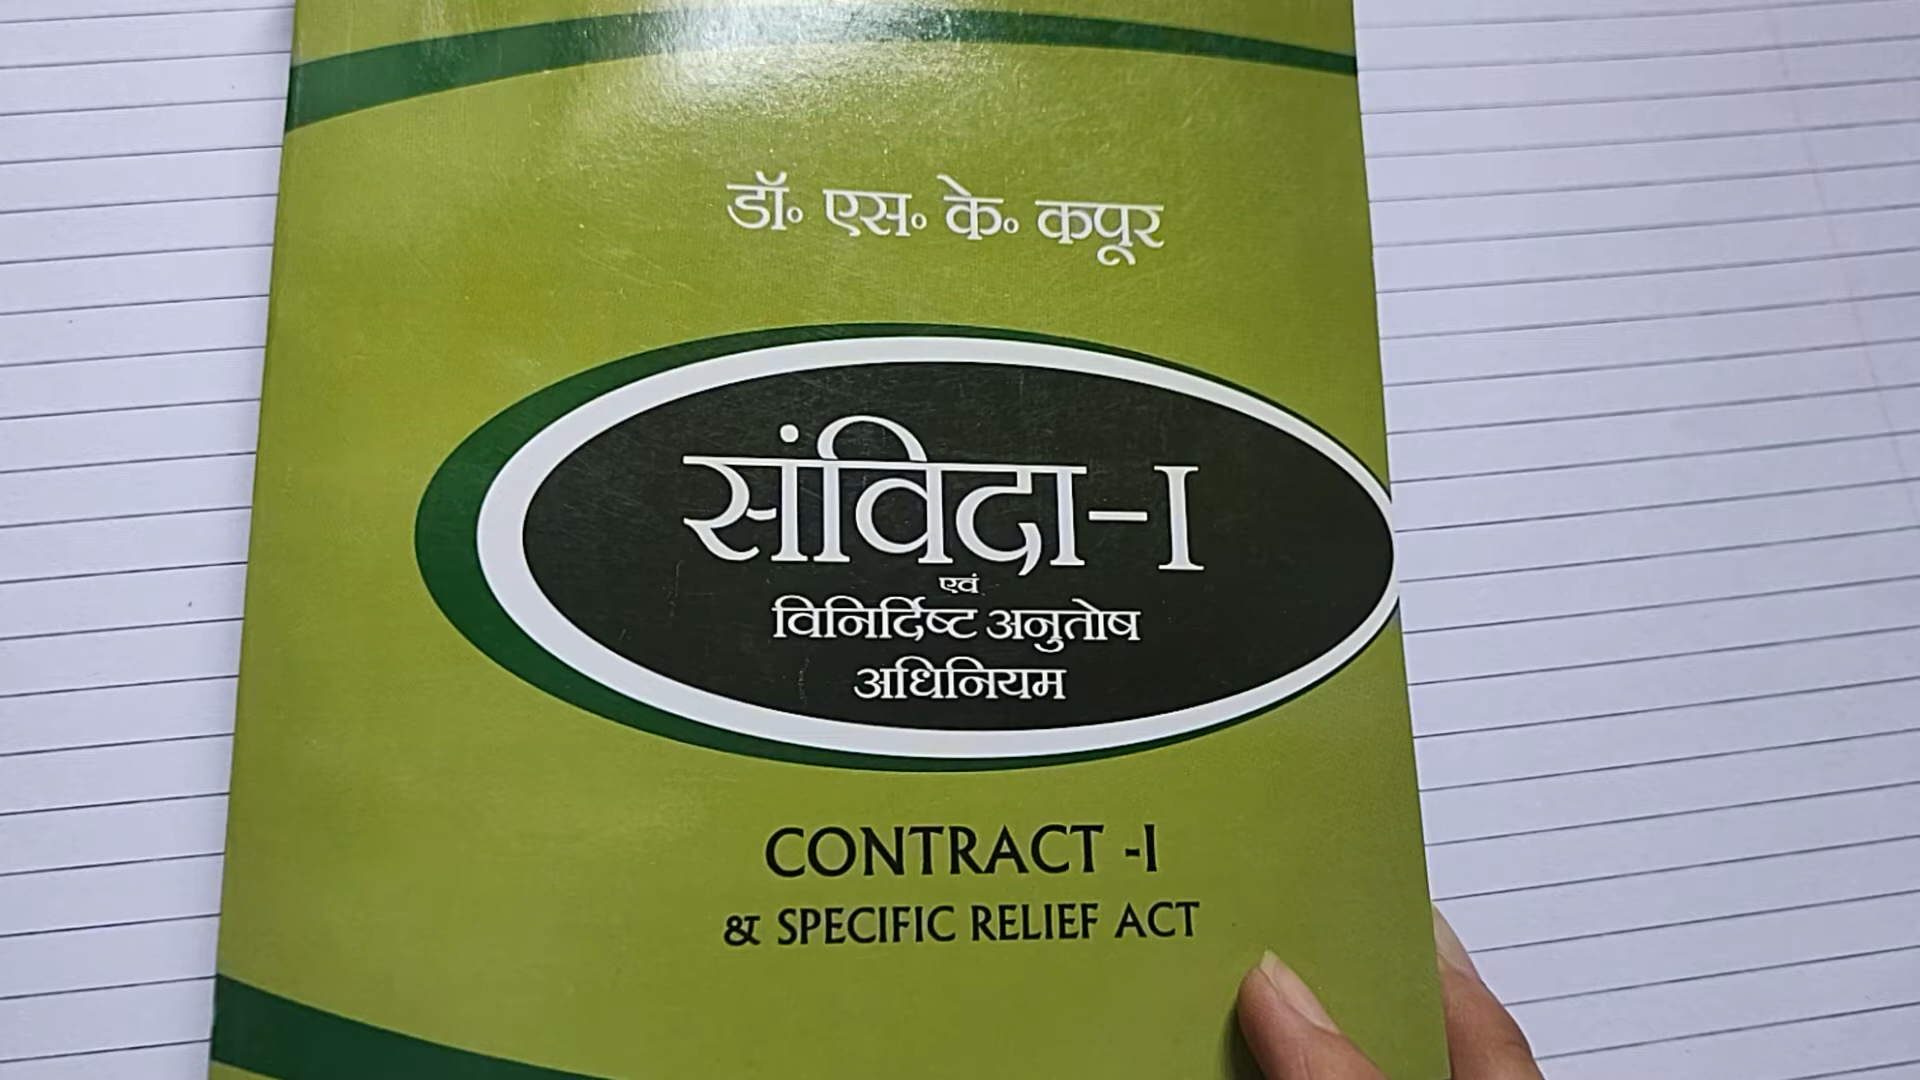 डॉ॰ एस॰ के॰ कपूर
संविदा-I
एवं
विनिर्दिष्ट अनुतोष
अधिनियम
CONTRACT -I
& SPECIFIC RELIEF ACT